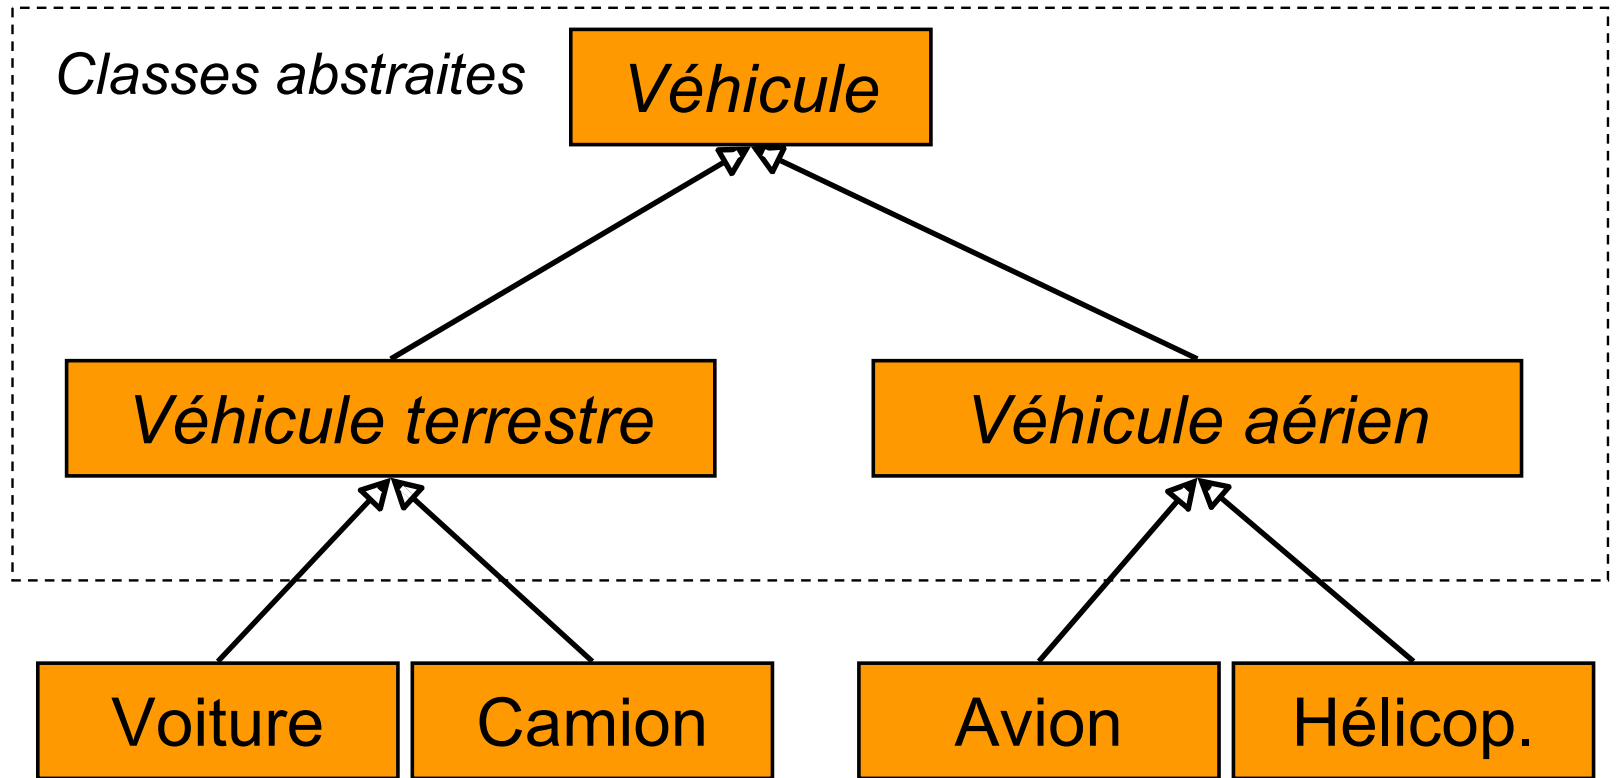 Classes abstraites
Véhicule
Véhicule terrestre
Véhicule aérien
Voiture
Camion
Avion
Hélicop.